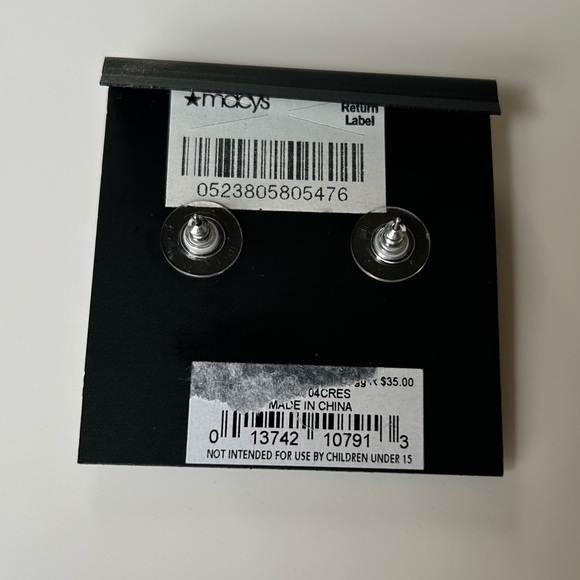 ★macys
Return
Label
0523805805476
$35.00
04CRES
MADE IN CHINA
0 13742 10791 3
NOT INTENDED FOR USE BY CHILDREN UNDER 15